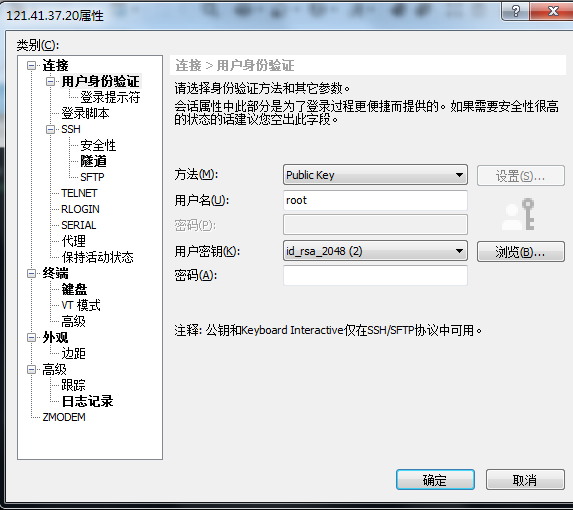 121.41.37.20属性
类别(C):
连接
用户身份验证
登录提示符
登录脚本
SSH
安全性
隧道
SFTP
TELNET
RLOGIN
SERIAL
代理
保持活动状态
终端
键盘
VT 模式
高级
外观
边距
高级
跟踪
日志记录
ZMODEM
连接 > 用户身份验证
请选择身份验证方法和其它参数。
会话属性中此部分是为了登录过程更便捷而提供的。如果需要安全性很高
的状态的话建议您空出此字段。
方法(M):
Public Key
设置(S)...
用户名(U):
root
密码(P):
用户密钥(K):
id_rsa_2048 (2)
浏览(B)...
密码(A):
注释: 公钥和Keyboard Interactive仅在SSH/SFTP协议中可用。
确定
取消